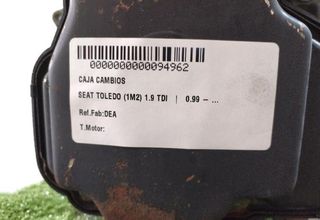 0000000000094962
CAJA CAMBIOS
SEAT TOLEDO (1M2) 1.9 TDI | 0.99 - ...
Ref.Fab:DEA
T.Motor: